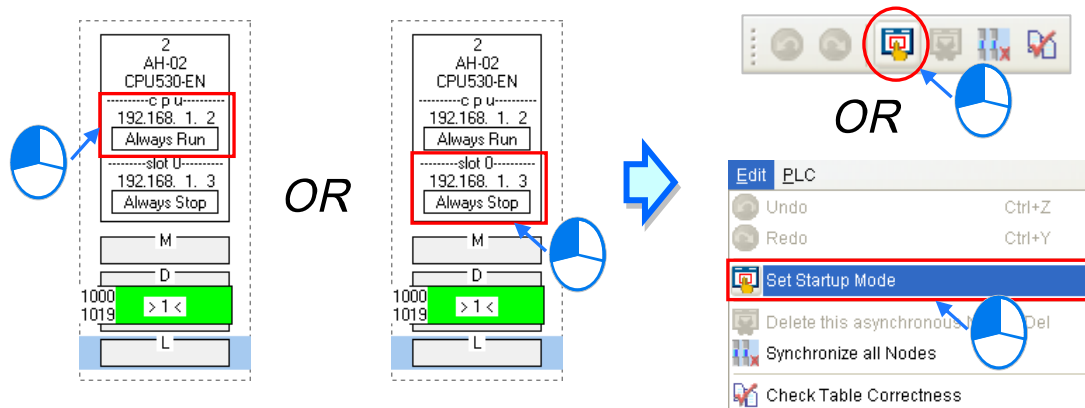 2
AH-02
CPU530-EN
---------c p u---------
192.168. 1. 2
Always Run
--------slot 0--------
192.168. 1. 3
Always Stop
M
D
1000
1019
> 1 <
L
OR
2
AH-02
CPU530-EN
---------c p u---------
192.168. 1. 2
Always Run
--------slot 0--------
192.168. 1. 3
Always Stop
M
D
1000
1019
> 1 <
L
OR
Edit PLC
Undo Ctrl+Z
Redo Ctrl+Y
Set Startup Mode
Delete this asynchronous Del
Synchronize all Nodes
Check Table Correctness